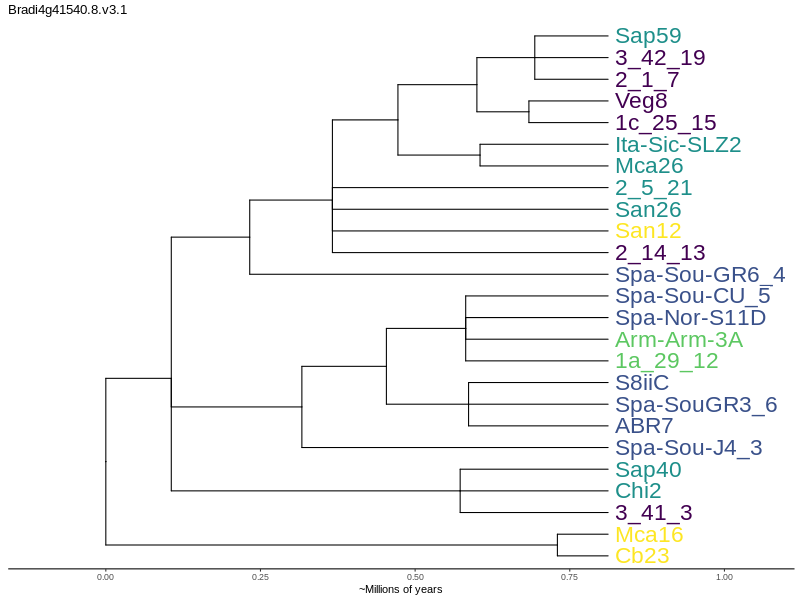 Bradi4g41540.8.v3.1
Sap59
3_42_19
2_1_7
Veg8
1c_25_15
Ita-Sic-SLZ2
Mca26
2_5_21
San26
San12
2_14_13
Spa-Sou-GR6_4
Spa-Sou-CU_5
Spa-Nor-S11D
Arm-Arm-3A
1a_29_12
S8iiC
Spa-SouGR3_6
ABR7
Spa-Sou-J4_3
Sap40
Chi2
3_41_3
Mca16
Cb23
0.00 0.25 0.50 0.75 1.00
~Millions of years